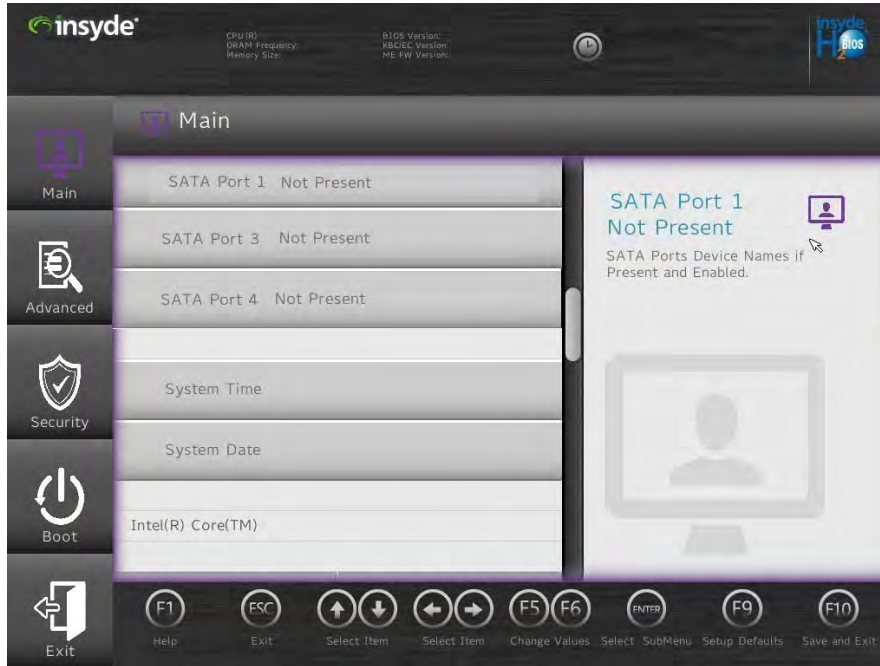 insyde®
CPU(R)
DRAM Frequency:
Memory Size:
BIOS Version:
KBC/EC Version:
ME FW Version:
insyde
H2O
BIOS
Main
Main
Advanced
Security
Boot
Exit
SATA Port 1 Not Present
SATA Port 3 Not Present
SATA Port 4 Not Present
System Time
System Date
Intel(R) Core(TM)
SATA Port 1
Not Present
SATA Ports Device Names if
Present and Enabled.
F1
Help
ESC
Exit
Select Item
Select Item
F5 F6
Change Values
ENTER
Select SubMenu
F9
Setup Defaults
F10
Save and Exit